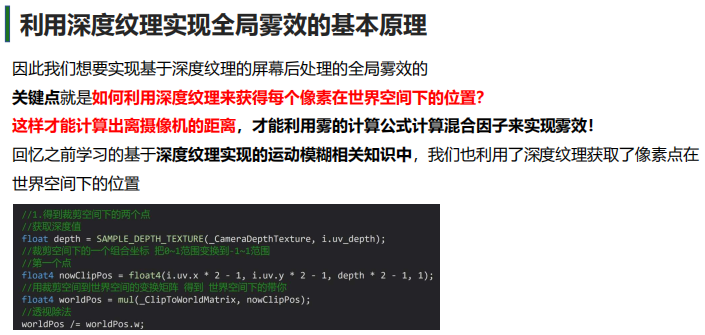 利用深度纹理实现全局雾效的基本原理
因此我们想要实现基于深度纹理的屏幕后处理的全局雾效的
关键点就是如何利用深度纹理来获得每个像素在世界空间下的位置？
这样才能计算出离摄像机的距离，才能利用雾的计算公式计算混合因子来实现雾效！
回忆之前学习的基于深度纹理实现的运动模糊相关知识中，我们也利用了深度纹理获取了像素点在
世界空间下的位置
//1.得到裁剪空间下的两个点
//获取深度值
float depth = SAMPLE_DEPTH_TEXTURE(_CameraDepthTexture, i.uv_depth);
//裁剪空间下的一个组合坐标 把0~1范围变换到-1~1范围
//第一个点
float4 nowClipPos = float4(i.uv.x * 2 - 1, i.uv.y * 2 - 1, depth * 2 - 1, 1);
//用裁剪空间到世界空间的变换矩阵 得到 世界空间下的带你
float4 worldPos = mul(_ClipToWorldMatrix, nowClipPos);
//透视除法
worldPos /= worldPos.w;